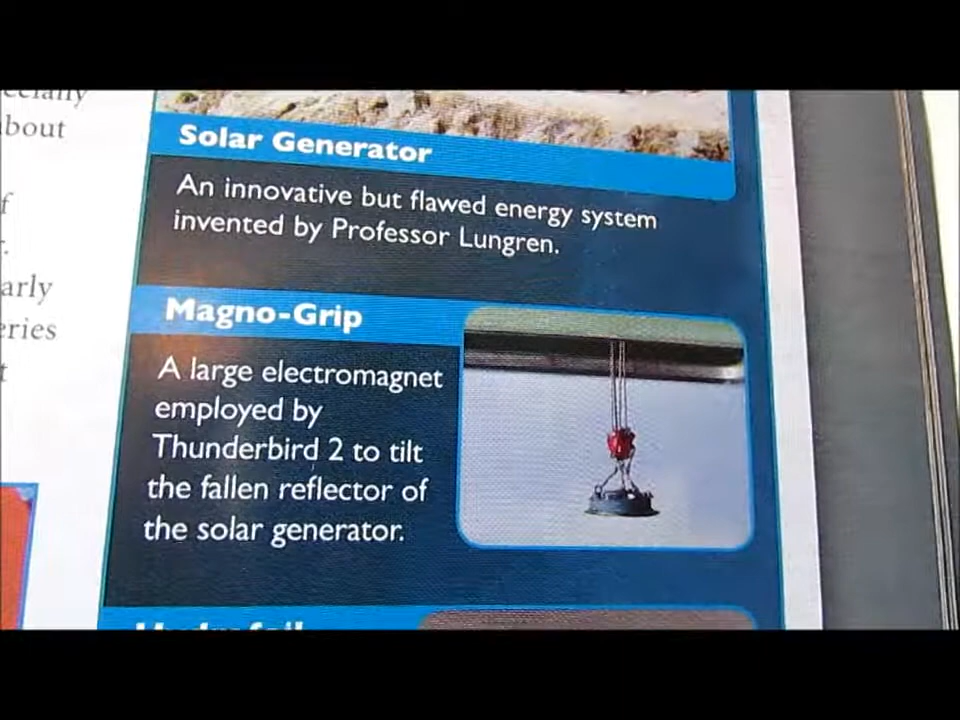 bout
f
r.
arly
eries
t
Solar Generator
An innovative but flawed energy system
invented by Professor Lungren.
Magno-Grip
A large electromagnet
employed by
Thunderbird 2 to tilt
the fallen reflector of
the solar generator.